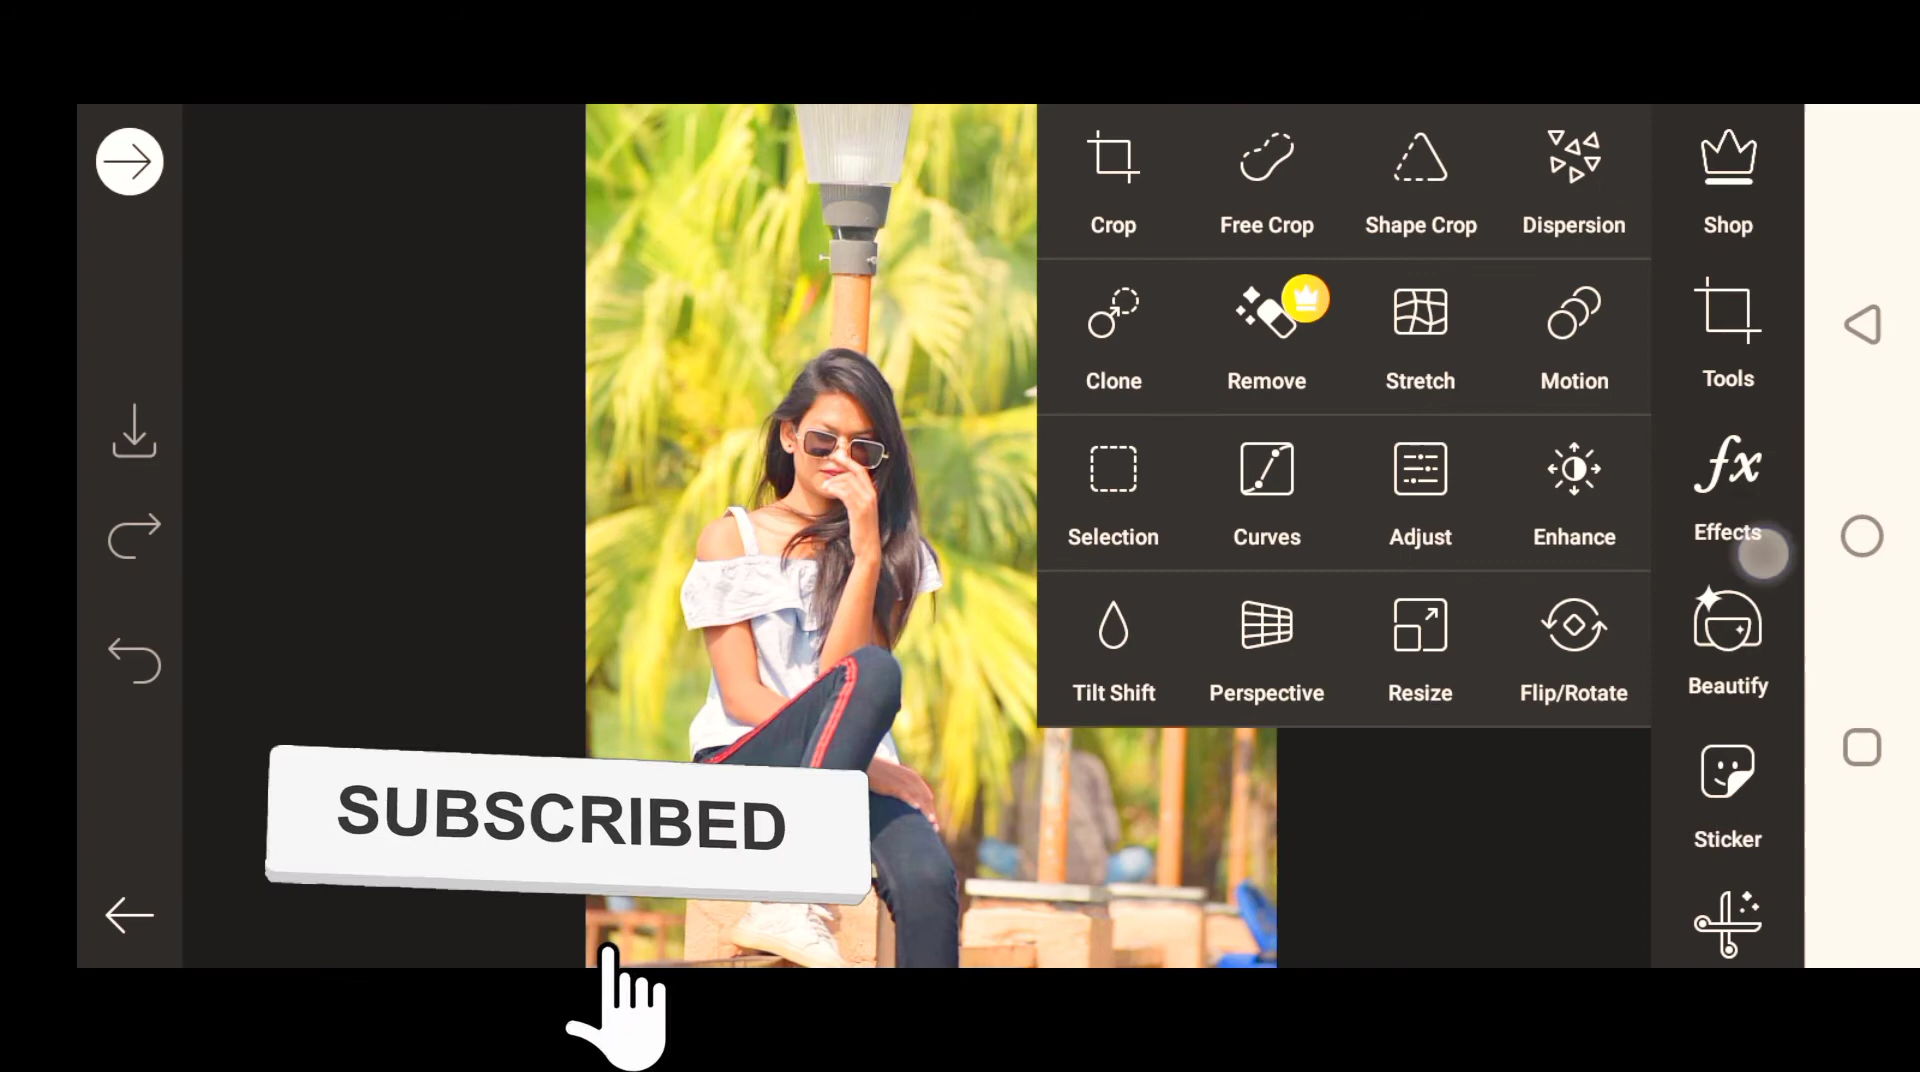 Crop
Free Crop
Shape Crop
Dispersion
Shop
Clone
Remove
Stretch
Motion
Tools
Selection
Curves
Adjust
Enhance
fx
Effects
Tilt Shift
Perspective
Resize
Flip/Rotate
Beautify
SUBSCRIBED
Sticker